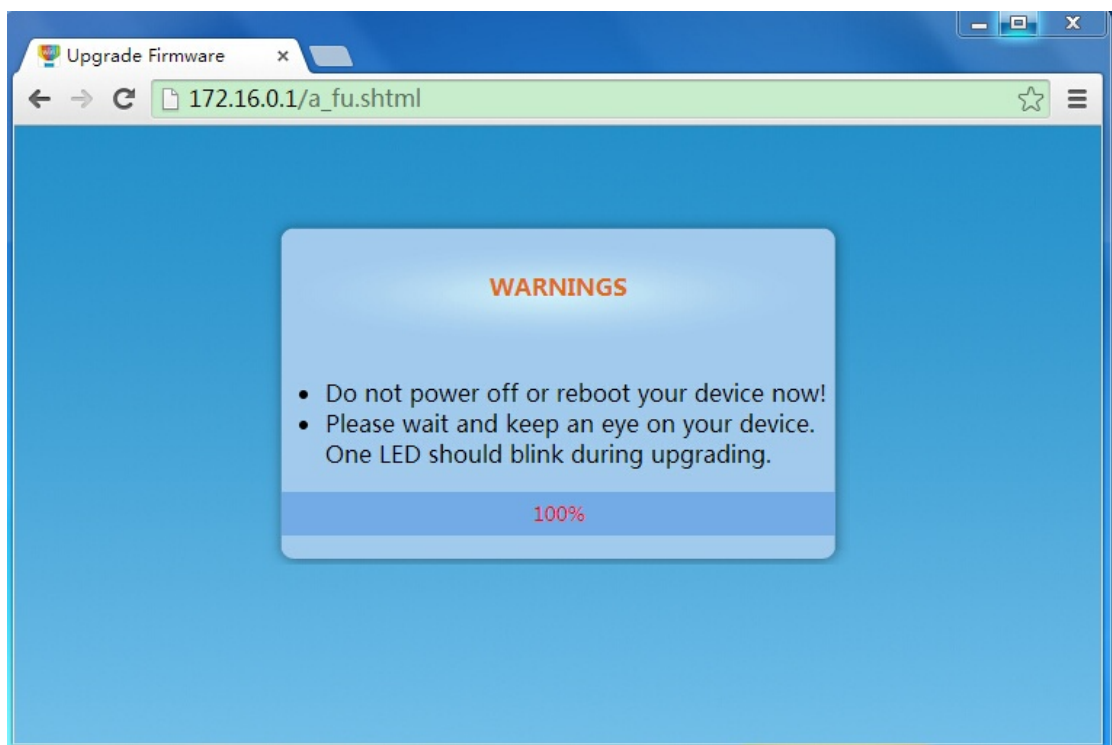 Upgrade Firmware
172.16.0.1/a_fu.shtml
WARNINGS
Do not power off or reboot your device now!
Please wait and keep an eye on your device.
One LED should blink during upgrading.
100%